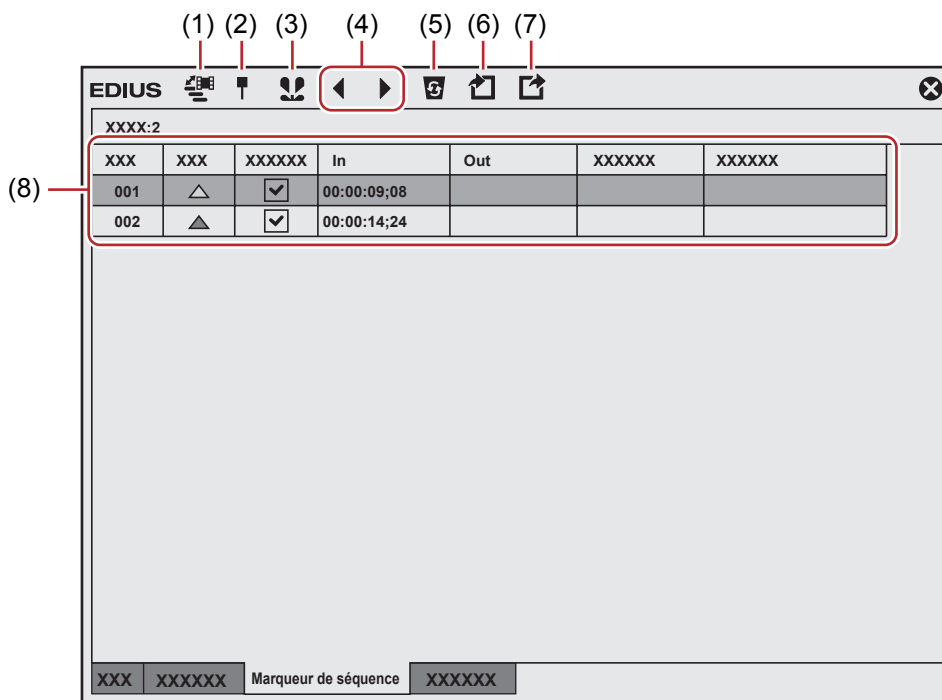 (1) (2) (3) (4) (5) (6) (7)
EDIUS
XXXX:2
XXX XXX XXXXXX In Out XXXXXX XXXXXX
(8)
001 00:00:09;08
002 00:00:14;24
XXX XXXXXX Marqueur de séquence XXXXXX